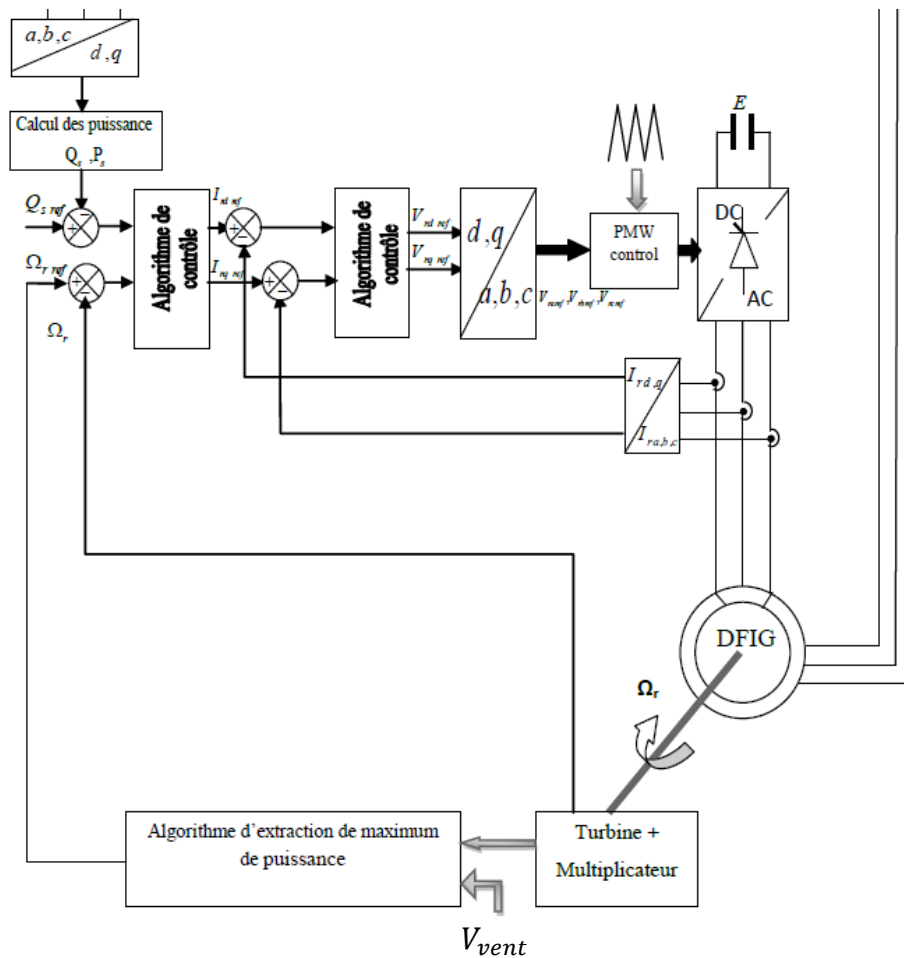 a,b,c
d,q
Calcul des puissance
Qs ,Ps
E
Qs ref
Ωr ref
Ωr
Algorithme de contrôle
Ird ref
Irq ref
Algorithme de contrôle
Vrd ref
Vrq ref
d,q
a,b,c
PMW
control
DC
AC
Ird,q
Ira,b,c
DFIG
Ωr
Algorithme d'extraction de maximum
de puissance
Turbine +
Multiplicateur
Vvent